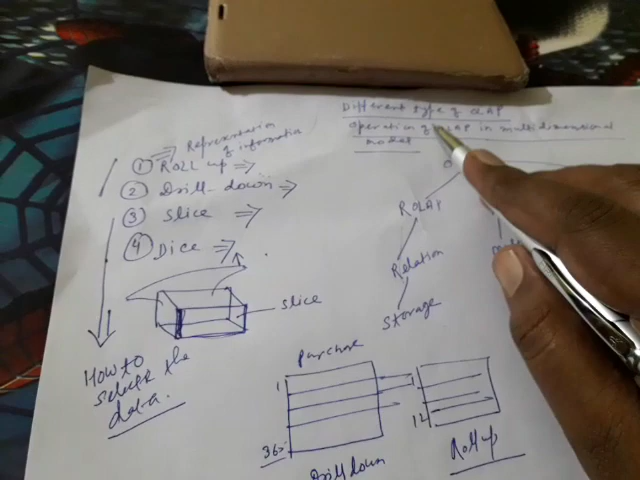 Different type of OLAP
operation of OLAP in multidimensional
model
⇒ Representation
of information
① ROLL up ⇒
② Drill-down ⇒
③ Slice ⇒
④ Dice ⇒
ROLAP
Relation
Storage
slice
How to
select the
data.
Purchase
1
365
Drill down
1
12
Roll up